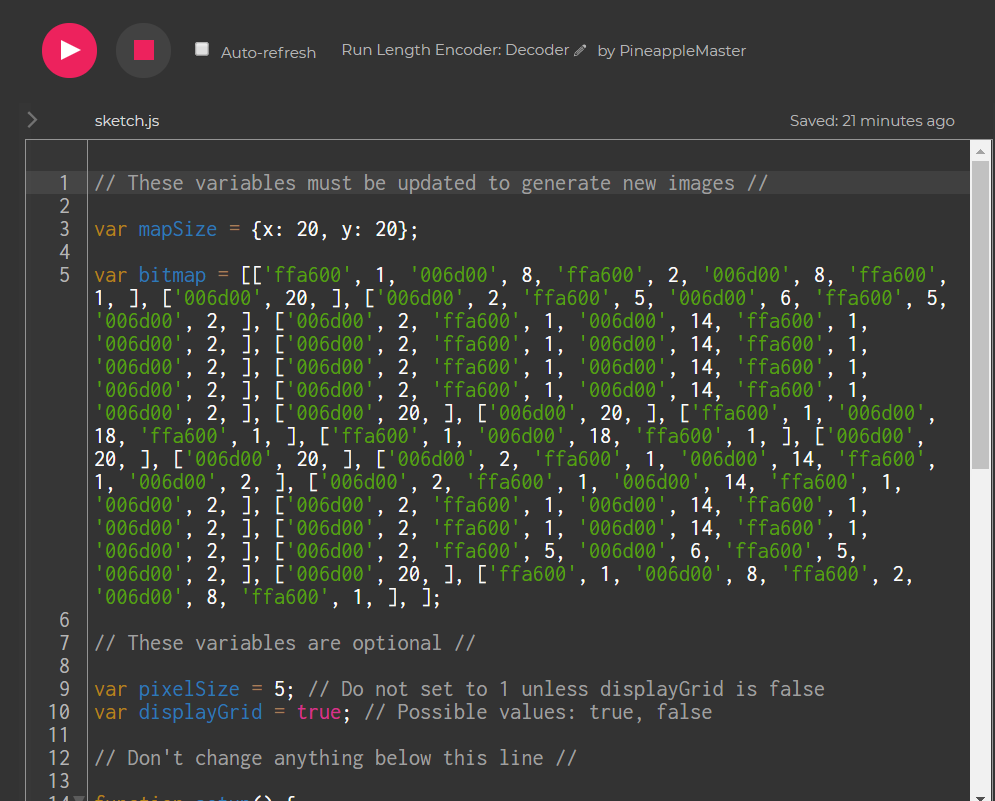 Auto-refresh Run Length Encoder: Decoder by PineappleMaster
sketch.js Saved: 21 minutes ago
1 // These variables must be updated to generate new images //
2
3 var mapSize = {x: 20, y: 20};
4
5 var bitmap = [['ffa600', 1, '006d00', 8, 'ffa600', 2, '006d00', 8, 'ffa600',
1, ], ['006d00', 20, ], ['006d00', 2, 'ffa600', 5, '006d00', 6, 'ffa600', 5,
'006d00', 2, ], ['006d00', 2, 'ffa600', 1, '006d00', 14, 'ffa600', 1,
'006d00', 2, ], ['006d00', 2, 'ffa600', 1, '006d00', 14, 'ffa600', 1,
'006d00', 2, ], ['006d00', 2, 'ffa600', 1, '006d00', 14, 'ffa600', 1,
'006d00', 2, ], ['006d00', 2, 'ffa600', 1, '006d00', 14, 'ffa600', 1,
'006d00', 2, ], ['006d00', 20, ], ['006d00', 20, ], ['ffa600', 1, '006d00',
18, 'ffa600', 1, ], ['ffa600', 1, '006d00', 18, 'ffa600', 1, ], ['006d00',
20, ], ['006d00', 20, ], ['006d00', 2, 'ffa600', 1, '006d00', 14, 'ffa600',
1, '006d00', 2, ], ['006d00', 2, 'ffa600', 1, '006d00', 14, 'ffa600', 1,
'006d00', 2, ], ['006d00', 2, 'ffa600', 1, '006d00', 14, 'ffa600', 1,
'006d00', 2, ], ['006d00', 2, 'ffa600', 1, '006d00', 14, 'ffa600', 1,
'006d00', 2, ], ['006d00', 2, 'ffa600', 5, '006d00', 6, 'ffa600', 5,
'006d00', 2, ], ['006d00', 20, ], ['ffa600', 1, '006d00', 8, 'ffa600', 2,
'006d00', 8, 'ffa600', 1, ], ];
6
7 // These variables are optional //
8
9 var pixelSize = 5; // Do not set to 1 unless displayGrid is false
10 var displayGrid = true; // Possible values: true, false
11
12 // Don't change anything below this line //
13
14 function setup() {